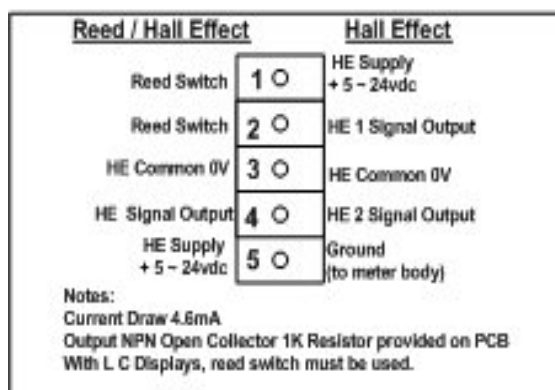 Reed / Hall Effect
Hall Effect
Reed Switch
1
HE Supply
+ 5 ~ 24vdc
Reed Switch
2
HE 1 Signal Output
HE Common 0V
3
HE Common 0V
HE Signal Output
4
HE 2 Signal Output
HE Supply
+ 5 ~ 24vdc
5
Ground
(to meter body)
Notes:
Current Draw 4.6mA
Output NPN Open Collector 1K Resistor provided on PCB
With L C Displays, reed switch must be used.